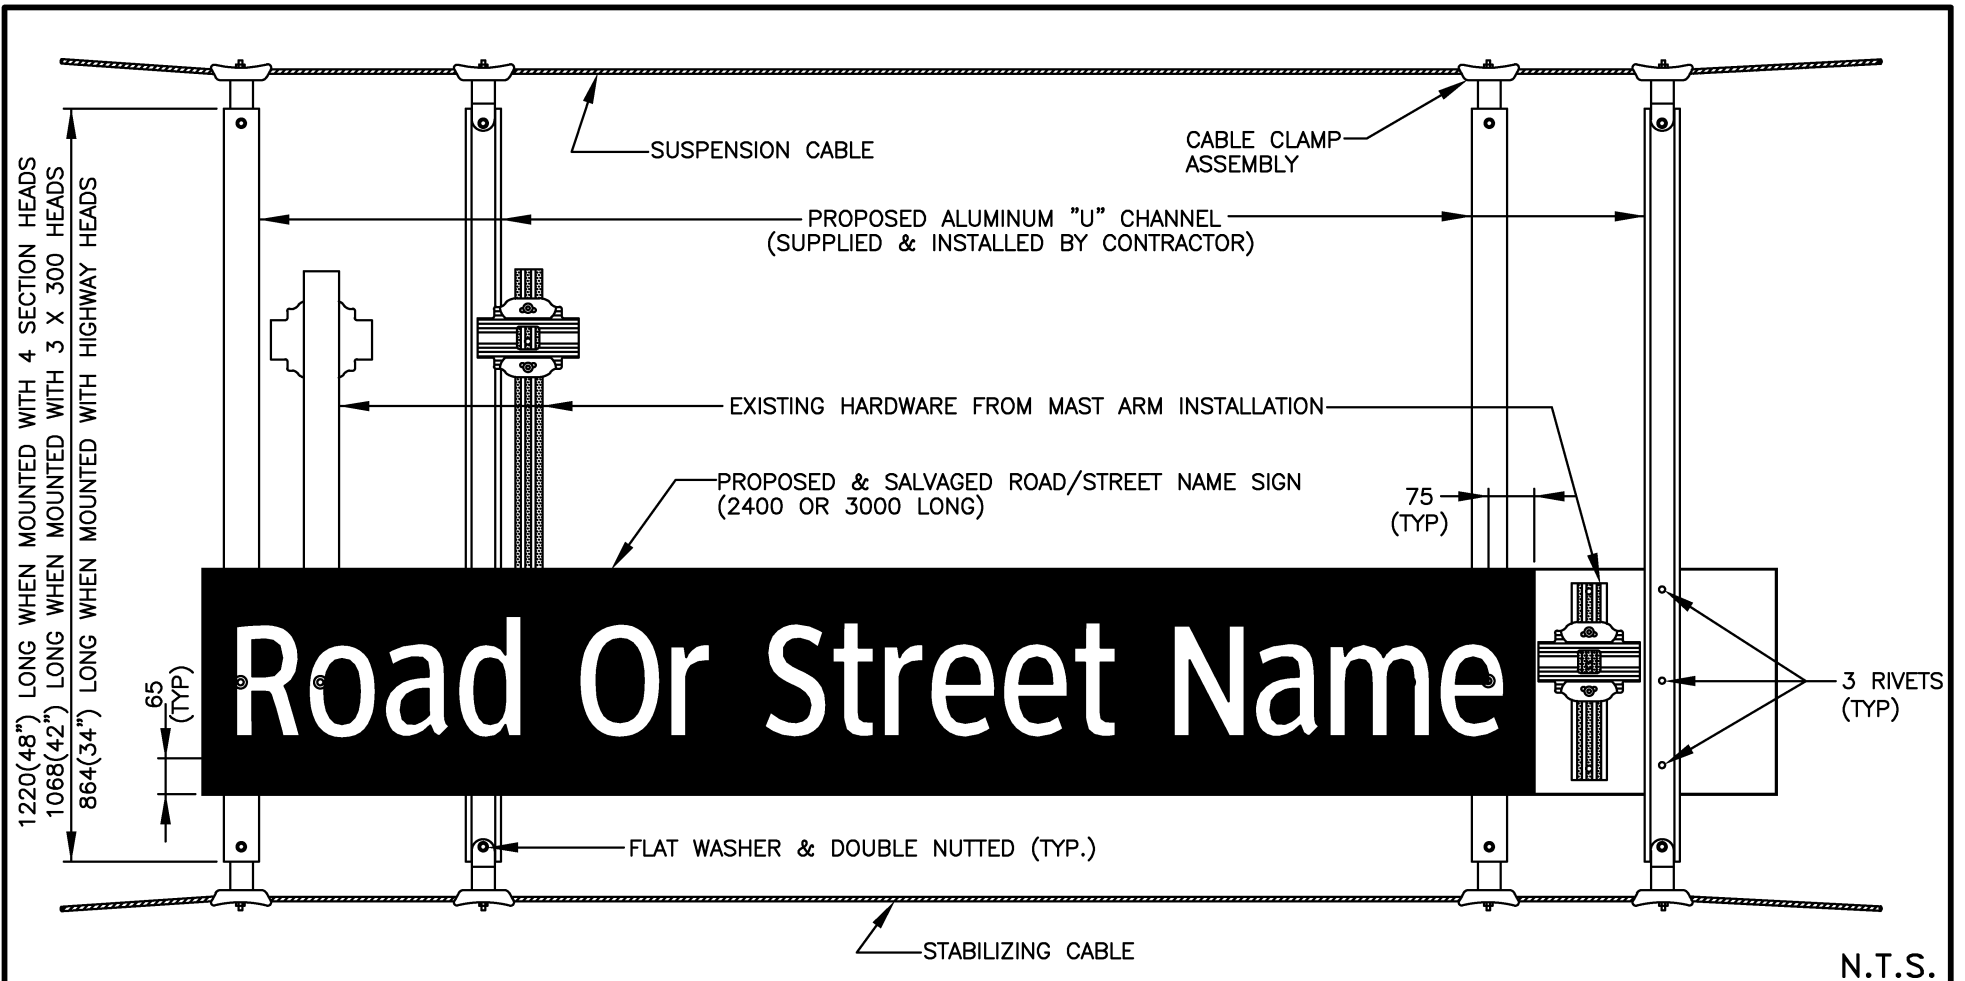 SUSPENSION CABLE
CABLE CLAMP
ASSEMBLY
1220(48") LONG WHEN MOUNTED WITH 4 SECTION HEADS
1068(42") LONG WHEN MOUNTED WITH 3 X 300 HEADS
864(34") LONG WHEN MOUNTED WITH HIGHWAY HEADS
PROPOSED ALUMINUM "U" CHANNEL
(SUPPLIED & INSTALLED BY CONTRACTOR)
EXISTING HARDWARE FROM MAST ARM INSTALLATION
PROPOSED & SALVAGED ROAD/STREET NAME SIGN
(2400 OR 3000 LONG)
75
(TYP)
Road Or Street Name
65
(TYP)
3 RIVETS
(TYP)
FLAT WASHER & DOUBLE NUTTED (TYP.)
STABILIZING CABLE
N.T.S.